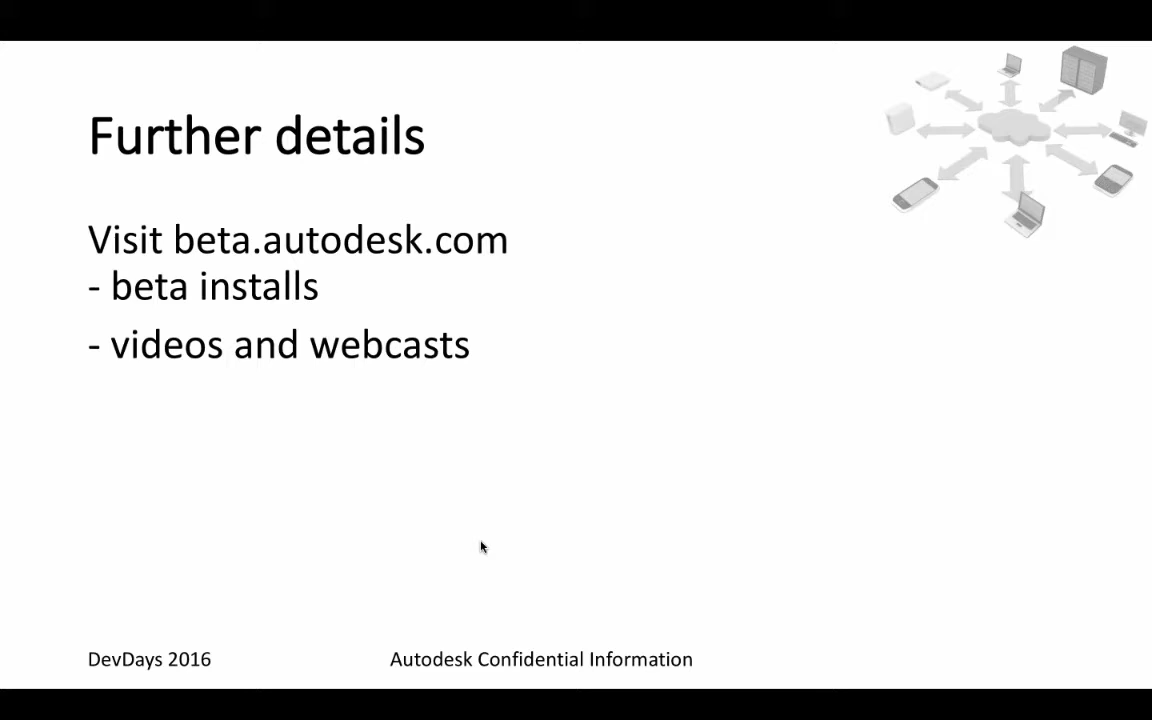 Further details
Visit beta.autodesk.com
- beta installs
- videos and webcasts
DevDays 2016
Autodesk Confidential Information